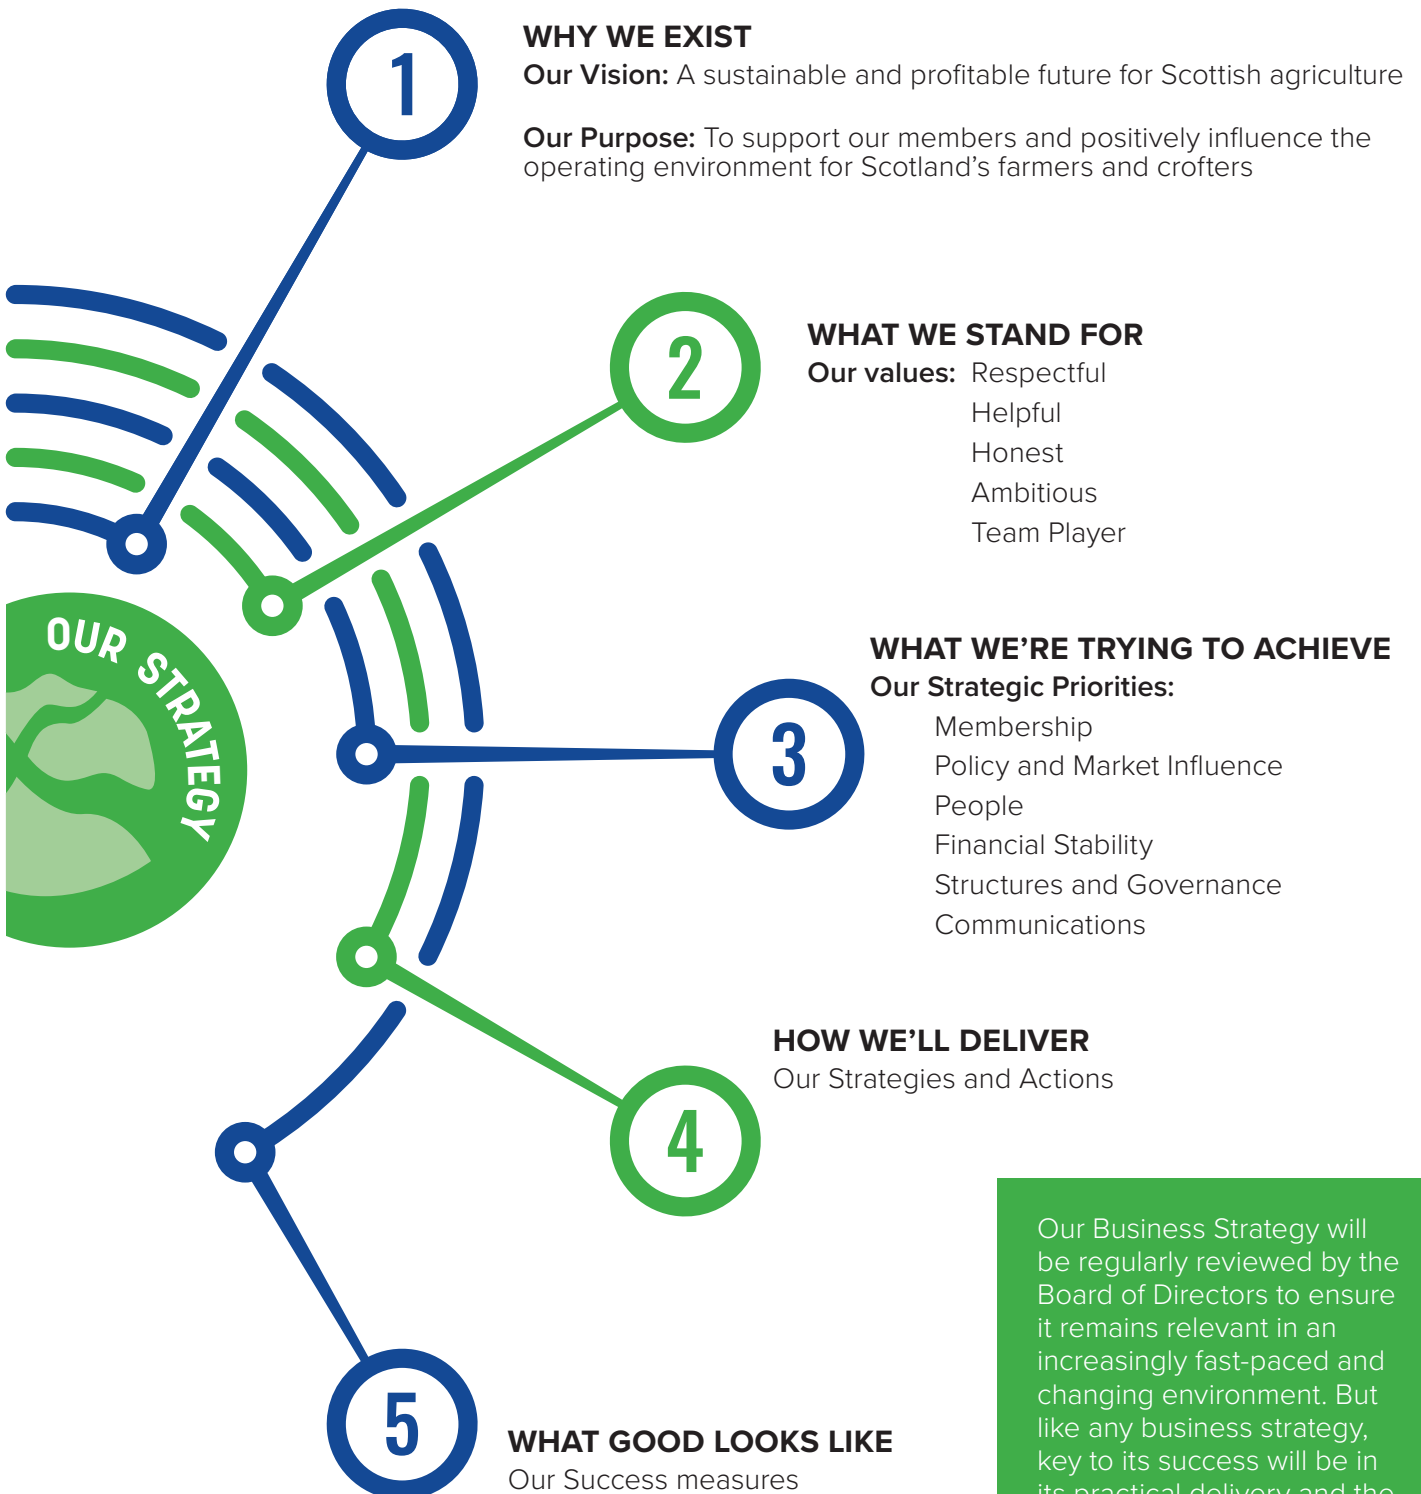 1
WHY WE EXIST
Our Vision: A sustainable and profitable future for Scottish agriculture
Our Purpose: To support our members and positively influence the
operating environment for Scotland’s farmers and crofters
2
WHAT WE STAND FOR
Our values: Respectful
Helpful
Honest
Ambitious
Team Player
OUR STRATEGY
3
WHAT WE’RE TRYING TO ACHIEVE
Our Strategic Priorities:
Membership
Policy and Market Influence
People
Financial Stability
Structures and Governance
Communications
4
HOW WE’LL DELIVER
Our Strategies and Actions
5
WHAT GOOD LOOKS LIKE
Our Success measures
Our Business Strategy will
be regularly reviewed by the
Board of Directors to ensure
it remains relevant in an
increasingly fast-paced and
changing environment. But
like any business strategy,
key to its success will be in
its practical delivery and the